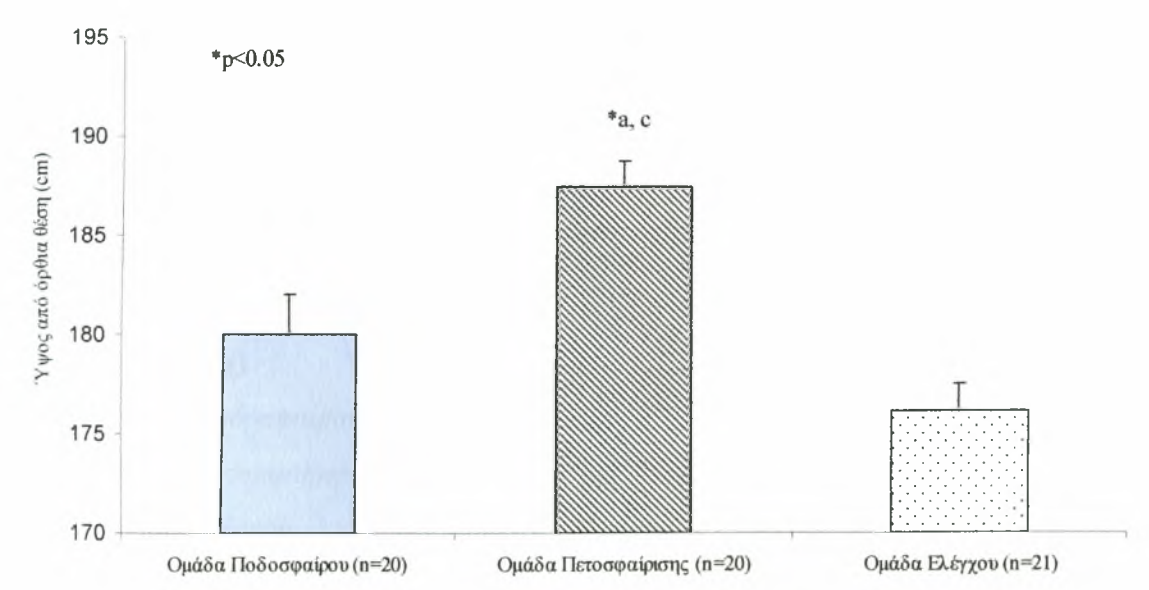 195
*p<0.05
190
*a, c
185
180
175
170
Ύψος από όρθια θέση (cm)
Ομάδα Ποδοσφαίρου (n=20)
Ομάδα Πετοσφαίρισης (n=20)
Ομάδα Ελέγχου (n=21)